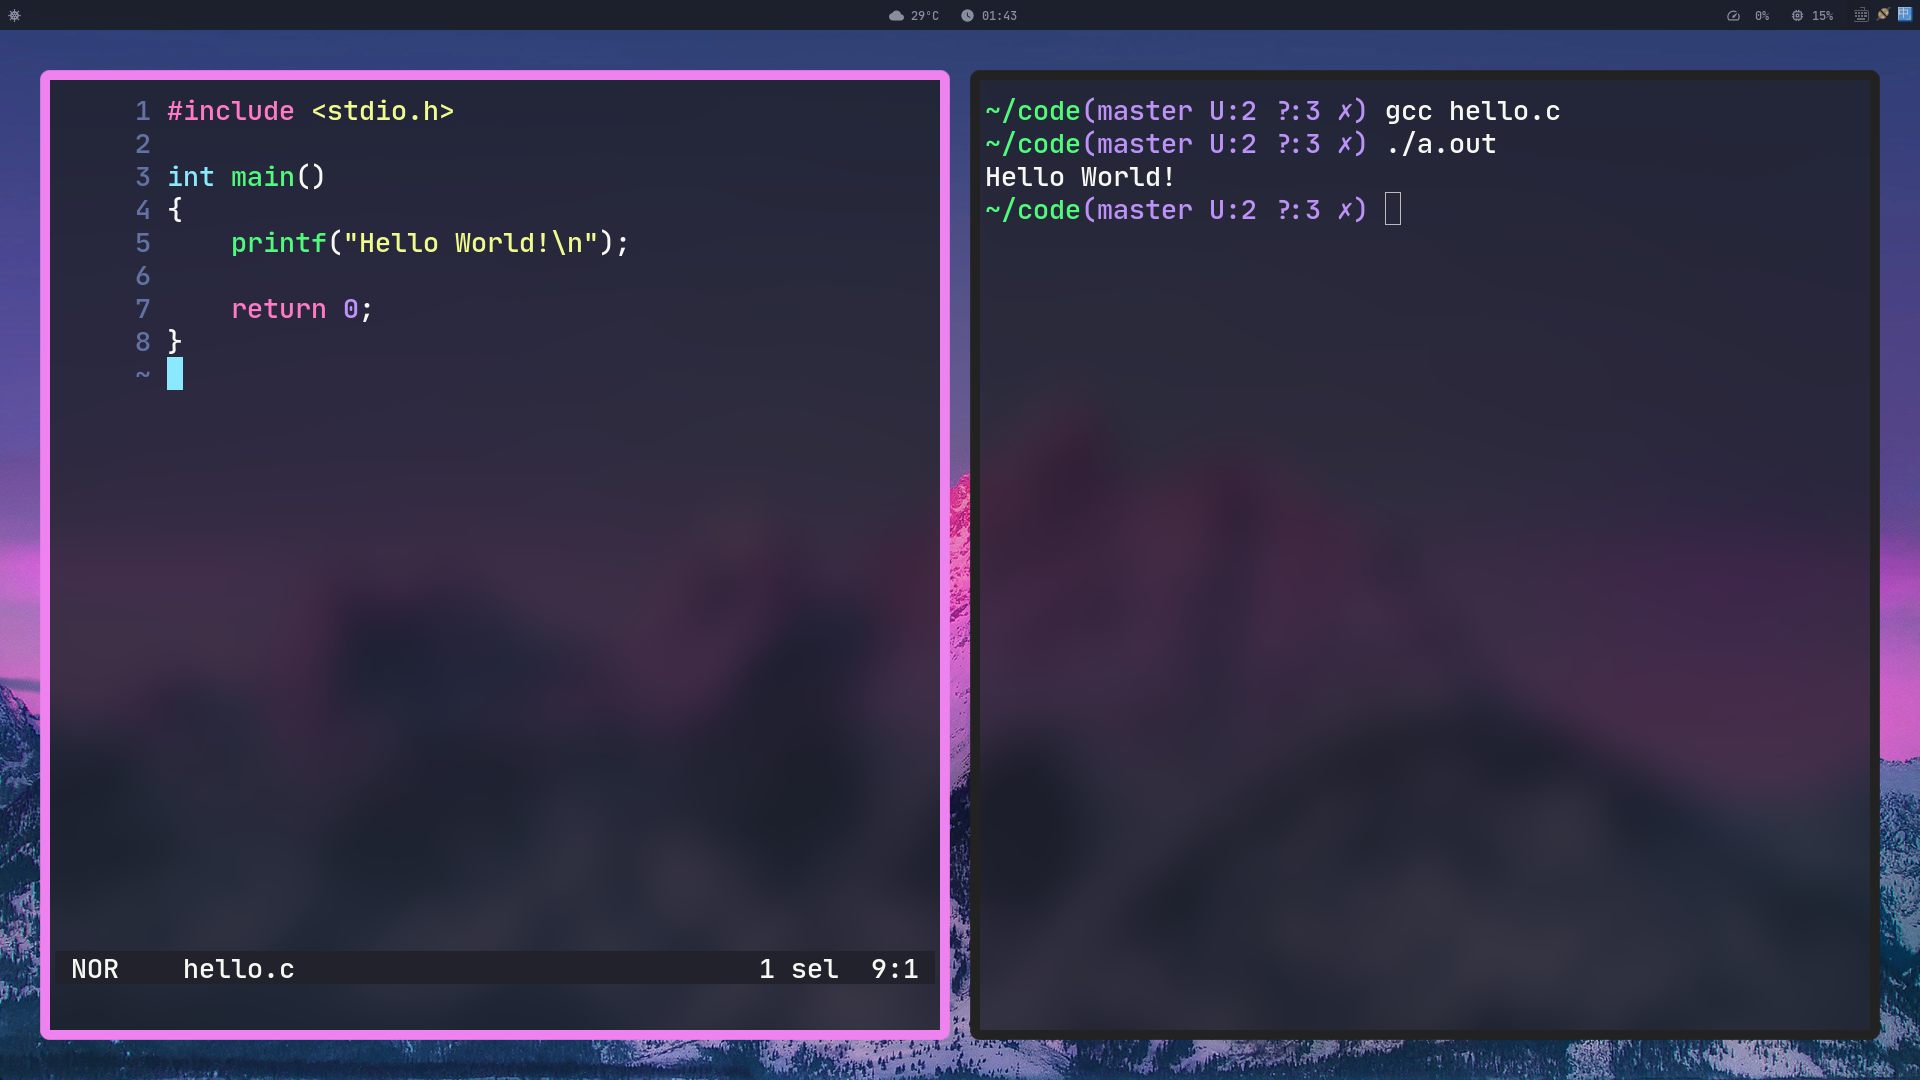 29°C 01:43 0% 15% 中
1 #include <stdio.h>
2
3 int main()
4 {
5     printf("Hello World!\n");
6
7     return 0;
8 }
~
NOR hello.c 1 sel 9:1
~/code(master U:2 ?:3 ✗) gcc hello.c
~/code(master U:2 ?:3 ✗) ./a.out
Hello World!
~/code(master U:2 ?:3 ✗)